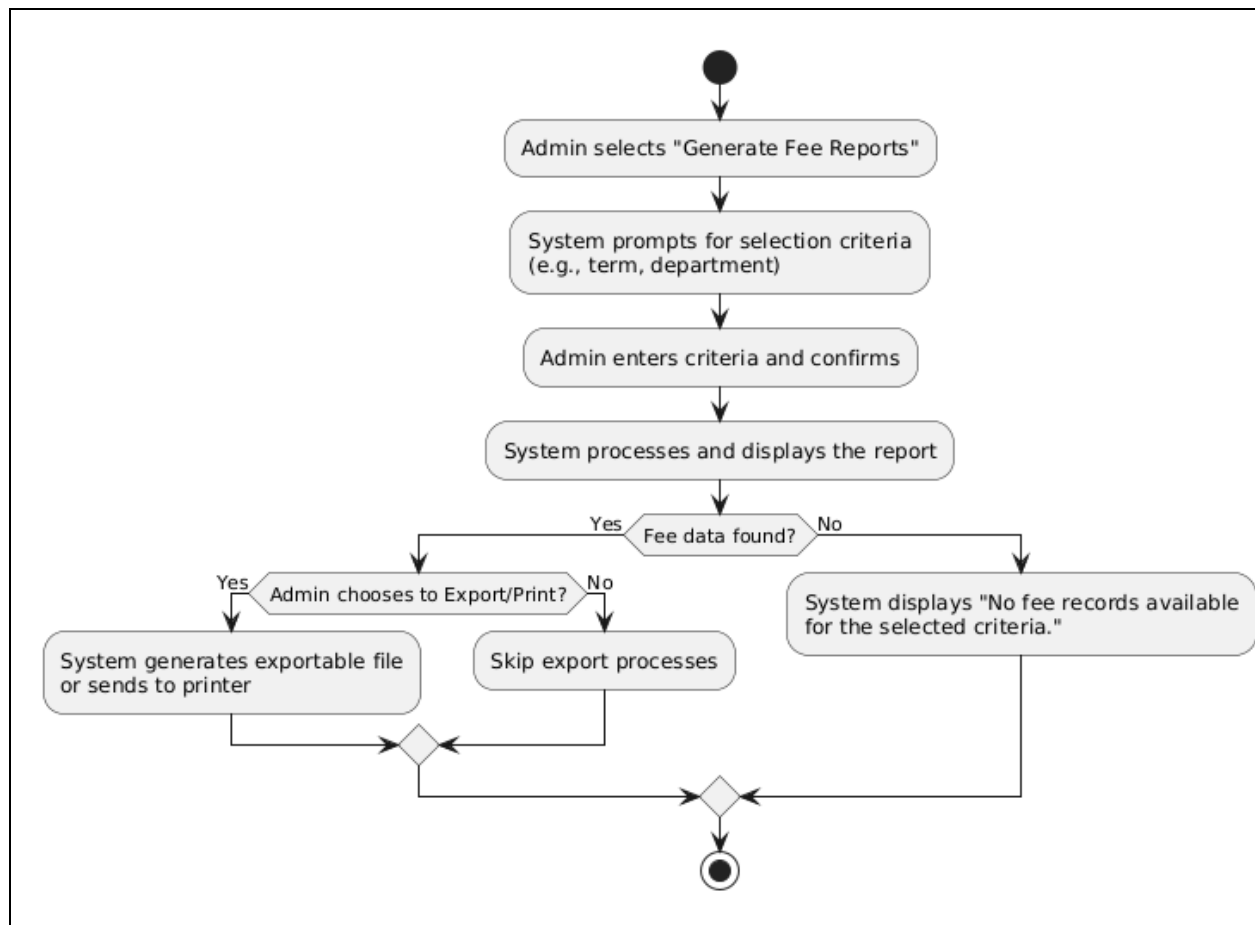 Admin selects "Generate Fee Reports"
System prompts for selection criteria
(e.g., term, department)
Admin enters criteria and confirms
System processes and displays the report
Yes
Fee data found?
No
Yes
Admin chooses to Export/Print?
No
System generates exportable file
or sends to printer
Skip export processes
System displays "No fee records available
for the selected criteria."